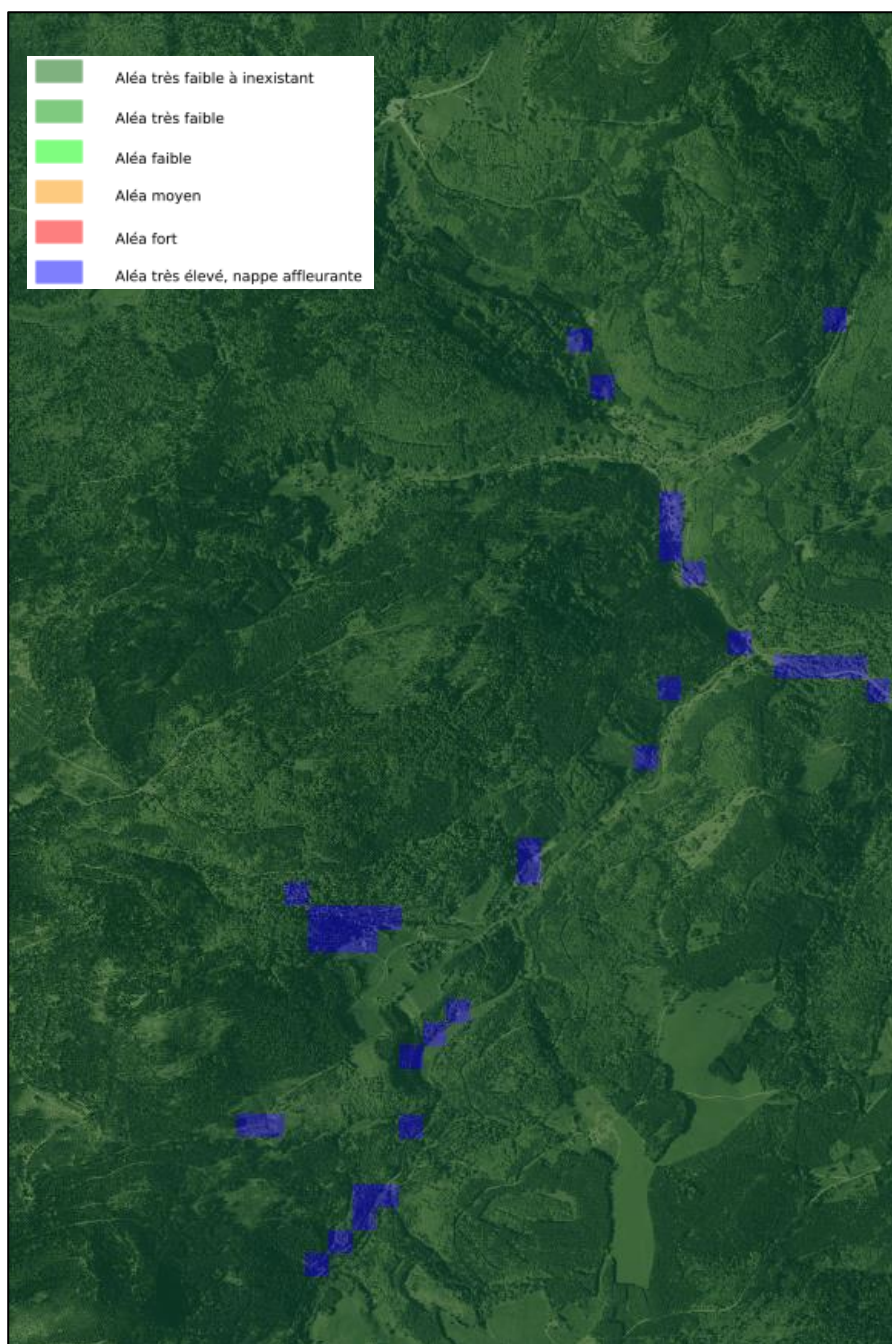 Aléa très faible à inexistant
Aléa très faible
Aléa faible
Aléa moyen
Aléa fort
Aléa très élevé, nappe affleurante